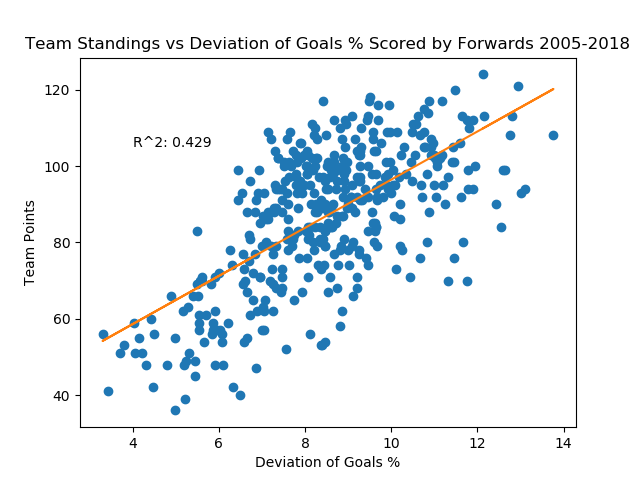 Team Standings vs Deviation of Goals % Scored by Forwards 2005-2018
120
100
80
60
40
R^2: 0.429
Team Points
4 6 8 10 12 14
Deviation of Goals %